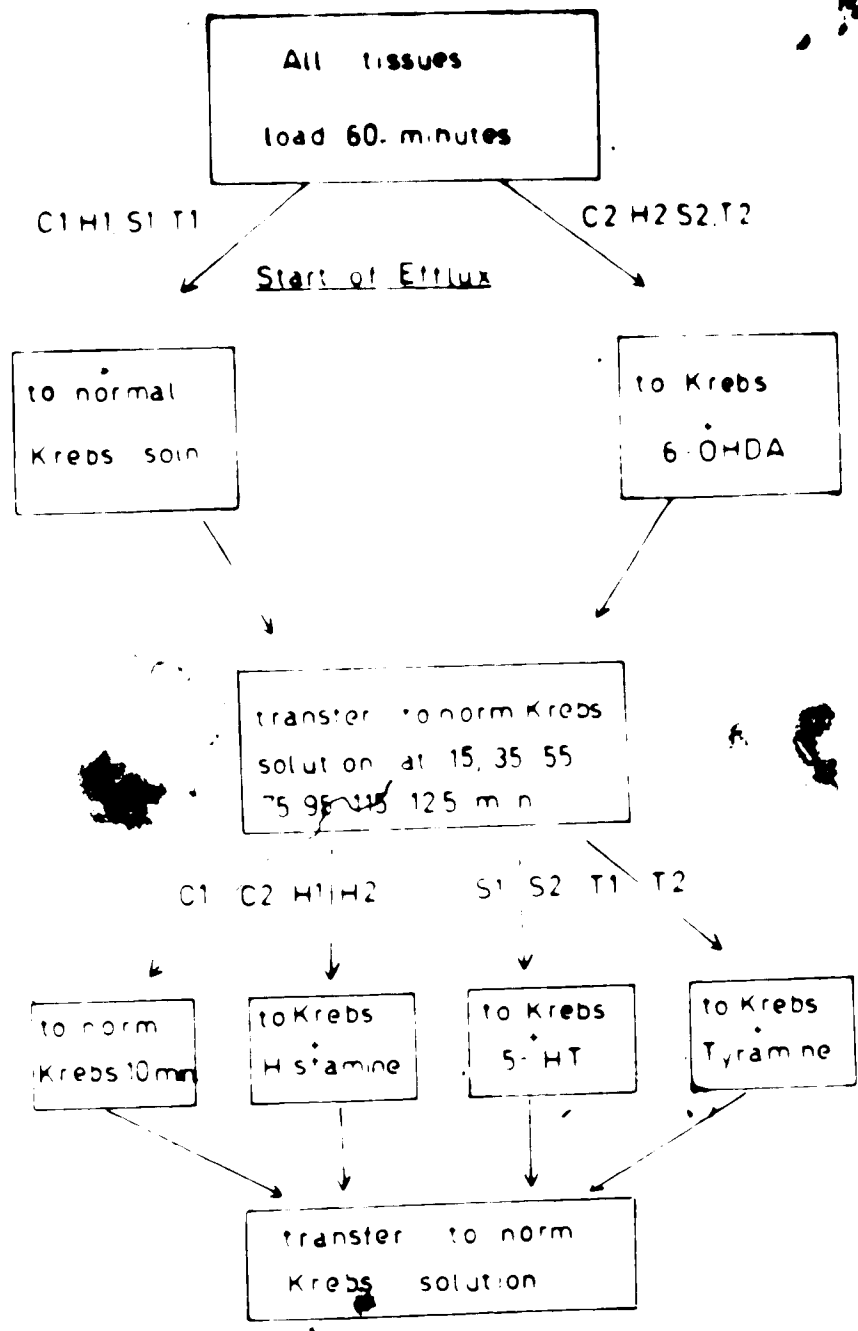 All tissues
load 60 minutes
C1 H1 S1 T1
C2 H2 S2 T2
Start of Efflux
to normal
Krebs soln
to Krebs
+
6-OHDA
transfer to norm Krebs
solution at 15, 35 55
75 95 115 125 min
C1 C2 H1 H2
S1 S2 T1 T2
to norm
Krebs 10 min
to Krebs
+
Histamine
to Krebs
+
5-HT
to Krebs
+
Tyramine
transfer to norm
Krebs solution